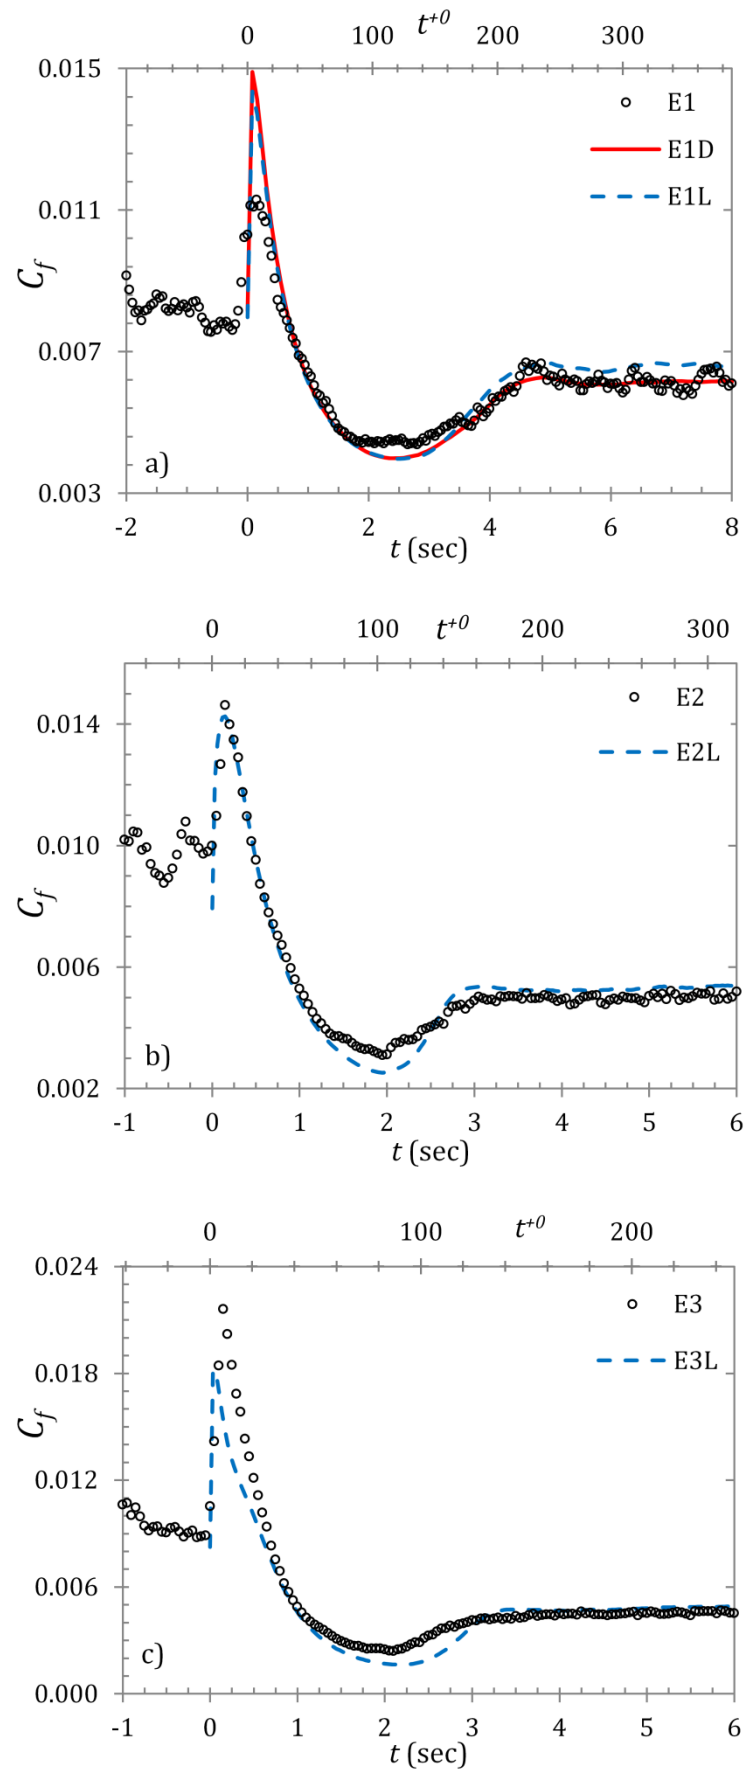 0 100 t⁺⁰ 200 300
0.015
E1
E1D
0.011
E1L
C_f
0.007
a)
0.003
-2 0 2 4 6 8
t (sec)
0 100 t⁺⁰ 200 300
0.014
E2
E2L
0.010
C_f
0.006
b)
0.002
-1 0 1 2 3 4 5 6
t (sec)
0 100 t⁺⁰ 200
0.024
E3
0.018
E3L
C_f
0.012
0.006
c)
0.000
-1 0 1 2 3 4 5 6
t (sec)